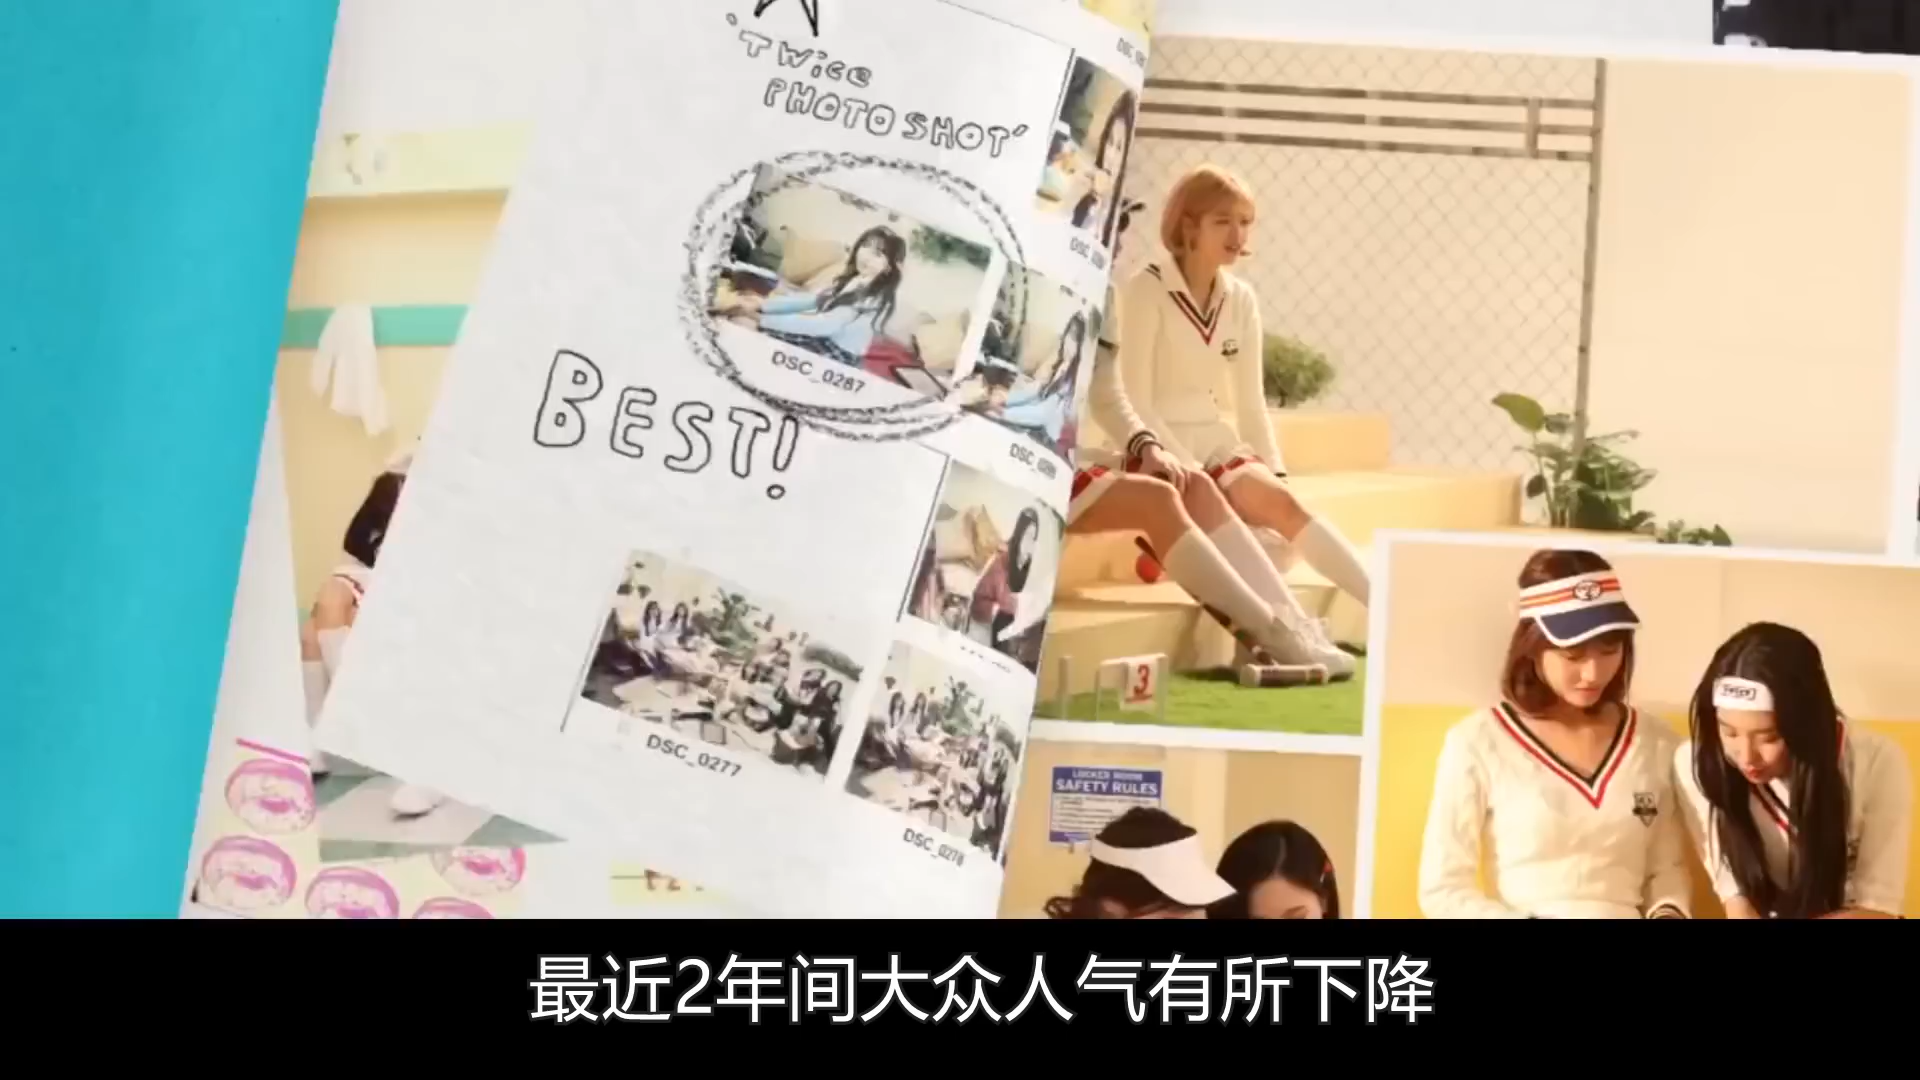 'Twice
PHOTO SHOT'
DSC_0287
BEST!
DSC_0277
DSC_0278
3
LOCKER ROOM
SAFETY RULES
最近2年间大众人气有所下降